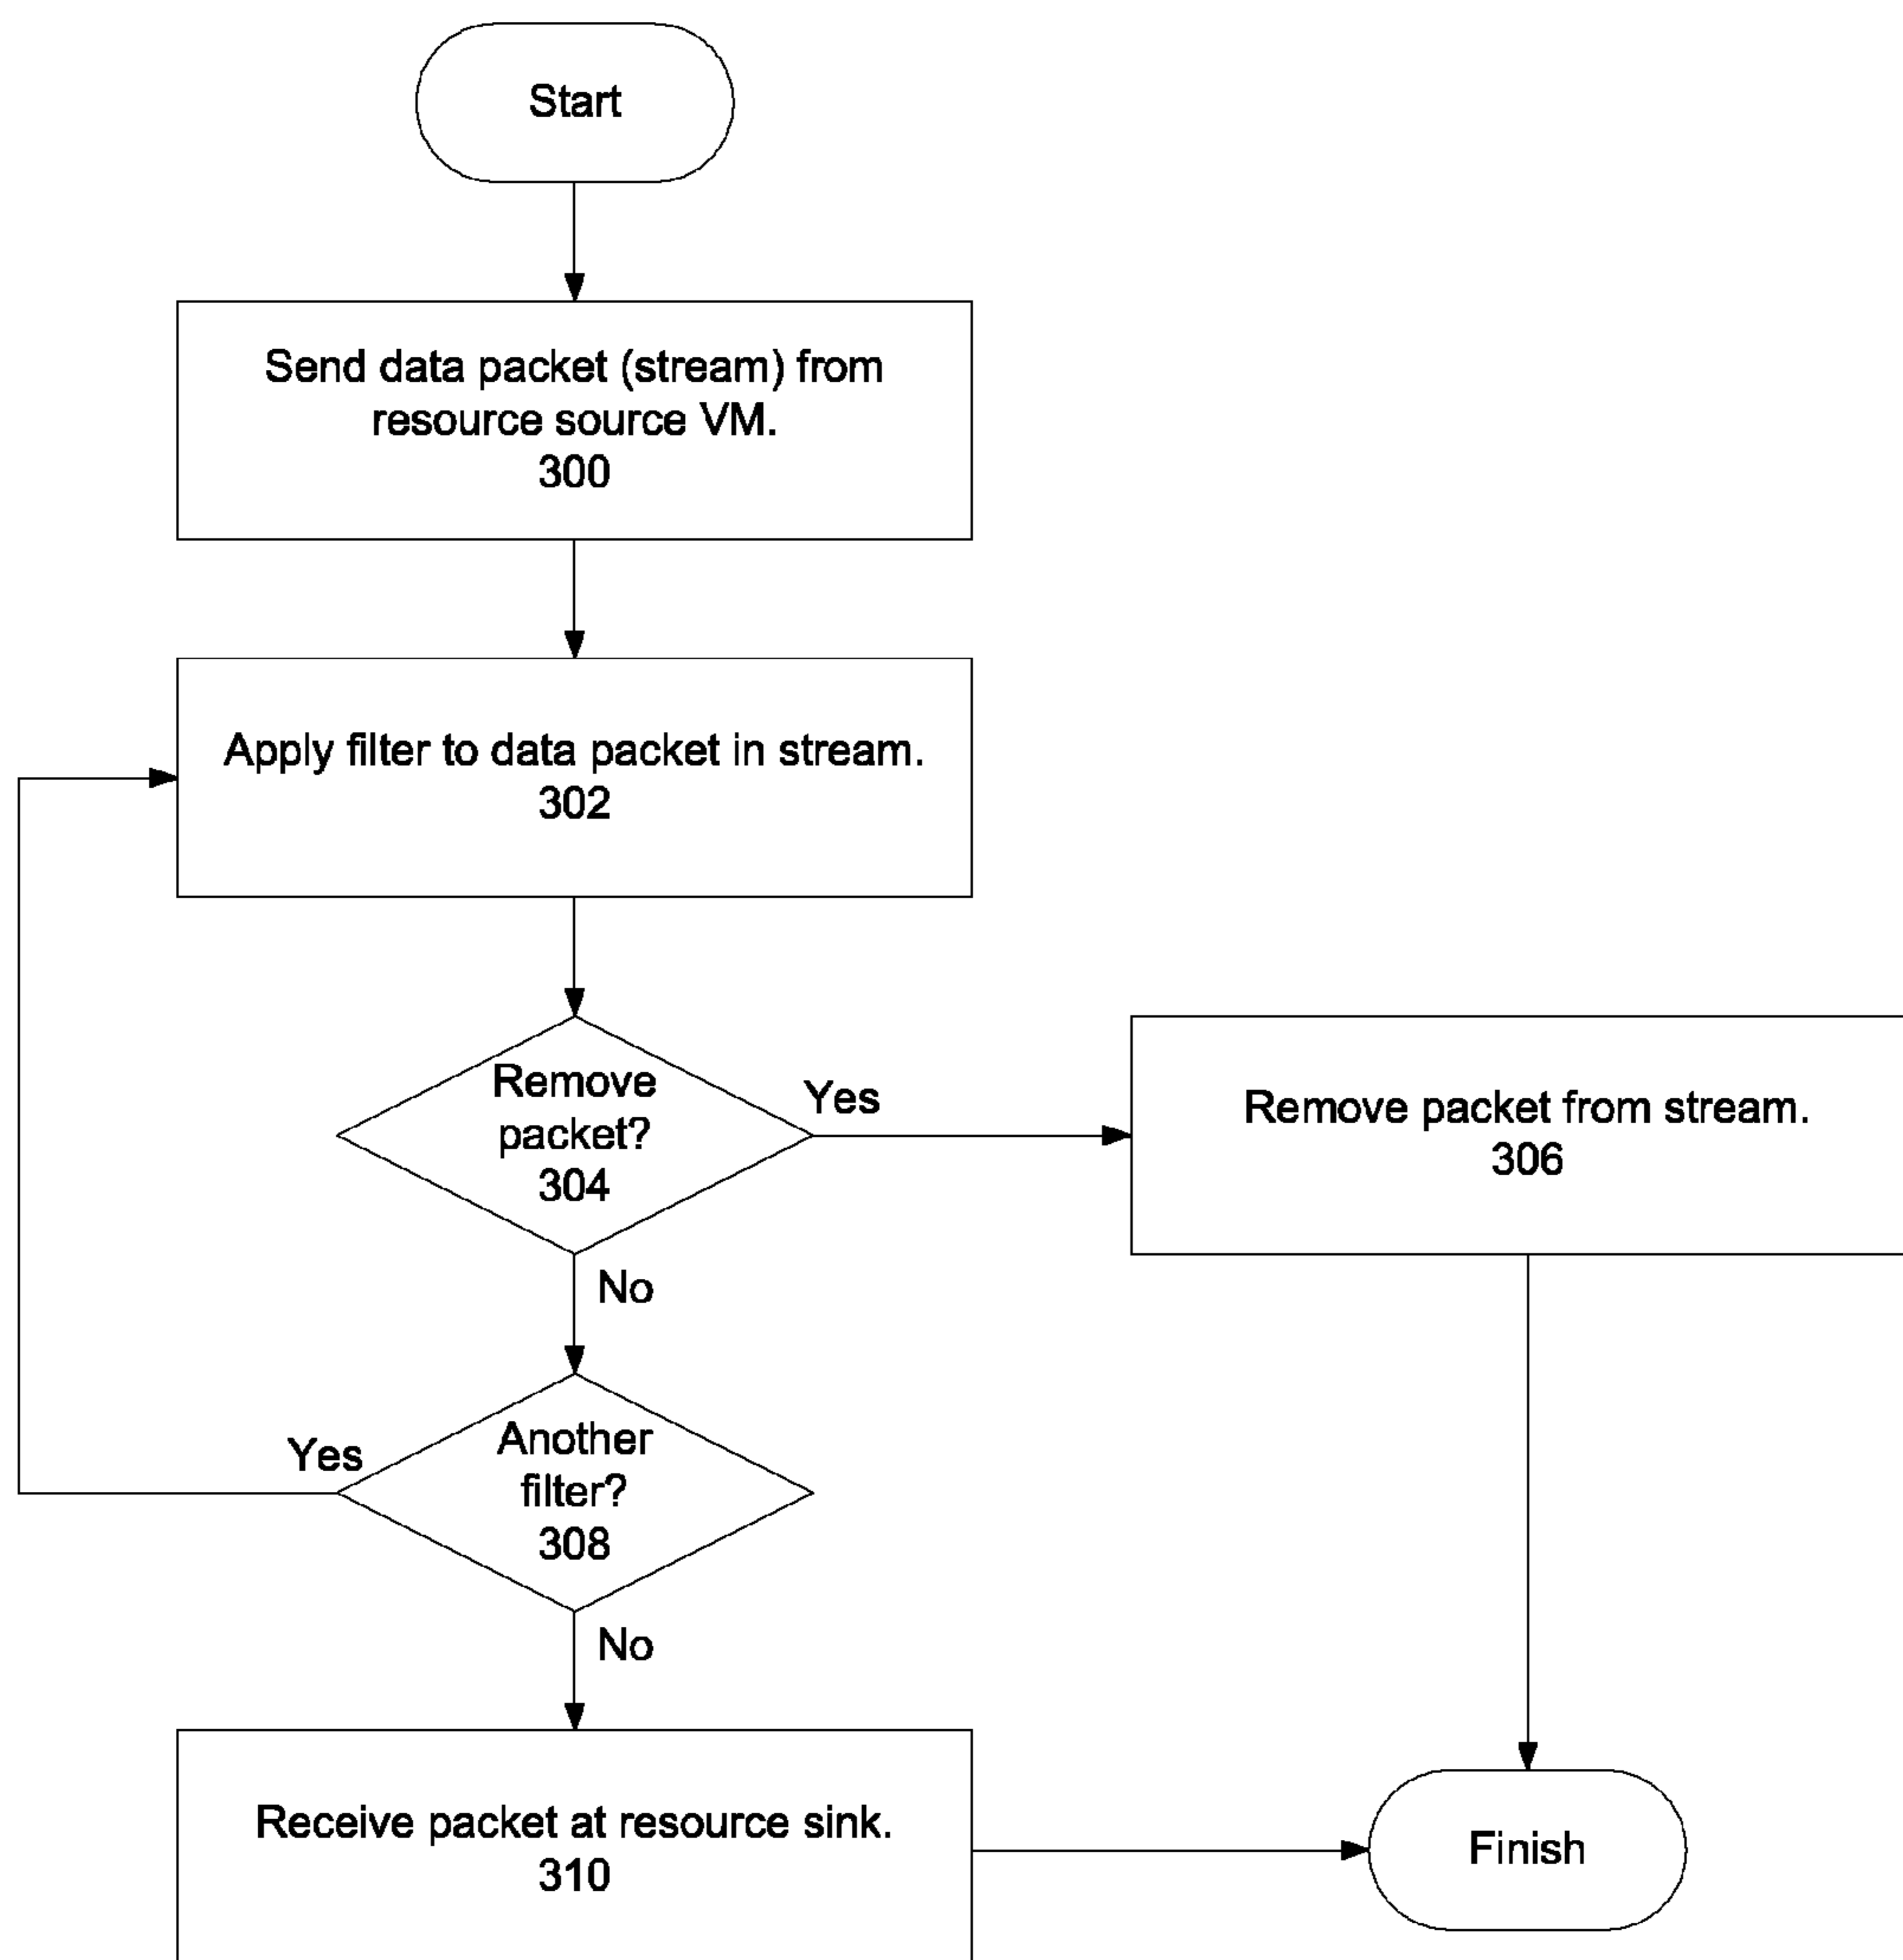 Start
Send data packet (stream) from
resource source VM.
300
Apply filter to data packet in stream.
302
Remove
packet?
304
Yes
Remove packet from stream.
306
No
Another
filter?
308
Yes
No
Receive packet at resource sink.
310
Finish